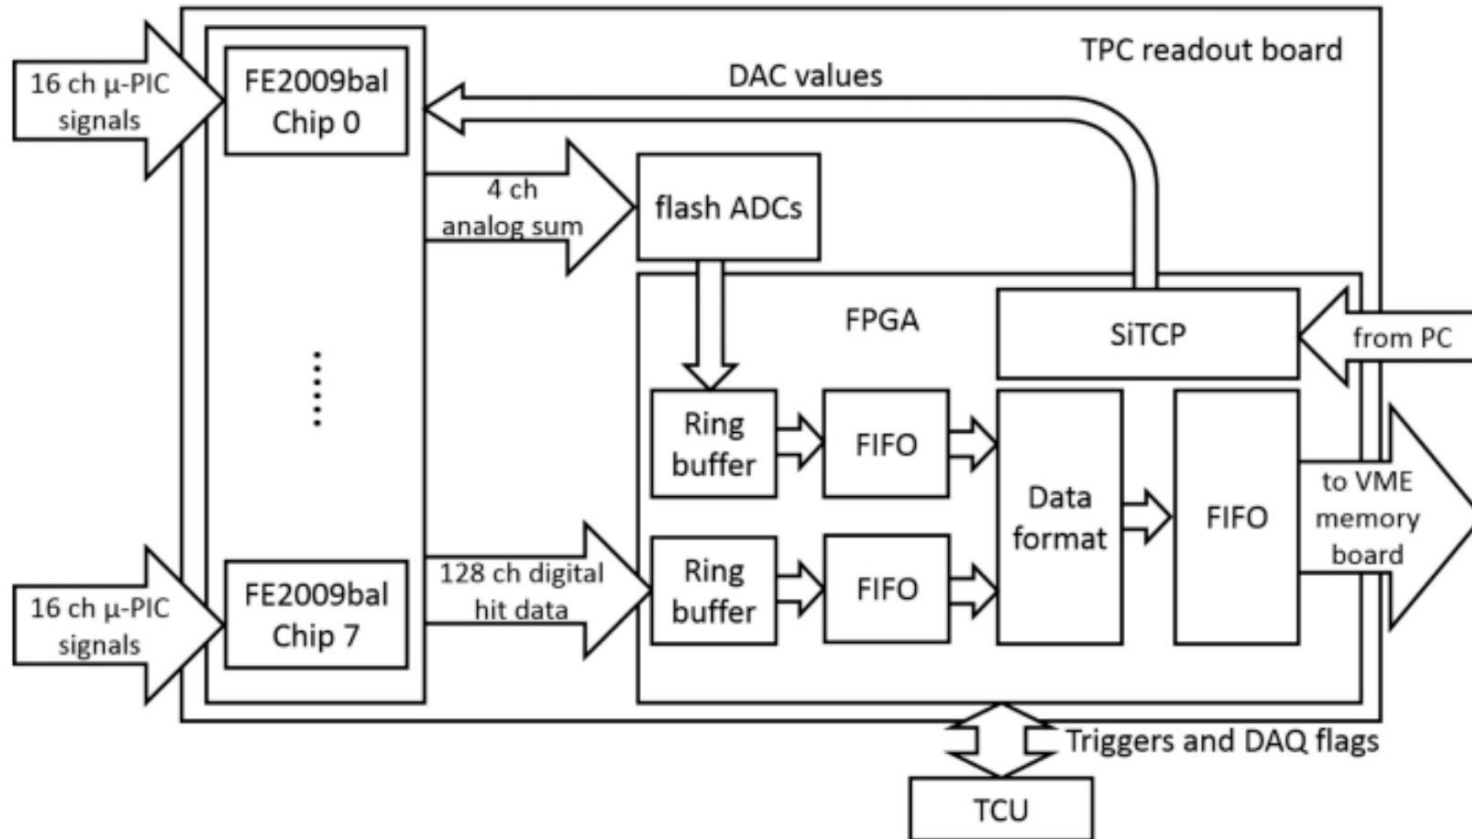 TPC readout board
16 ch μ-PIC
signals
FE2009bal
Chip 0
DAC values
4 ch
analog sum
flash ADCs
FPGA
SiTCP
from PC
Ring
buffer
FIFO
Data
format
FIFO
to VME
memory
board
16 ch μ-PIC
signals
FE2009bal
Chip 7
128 ch digital
hit data
Ring
buffer
FIFO
Triggers and DAQ flags
TCU